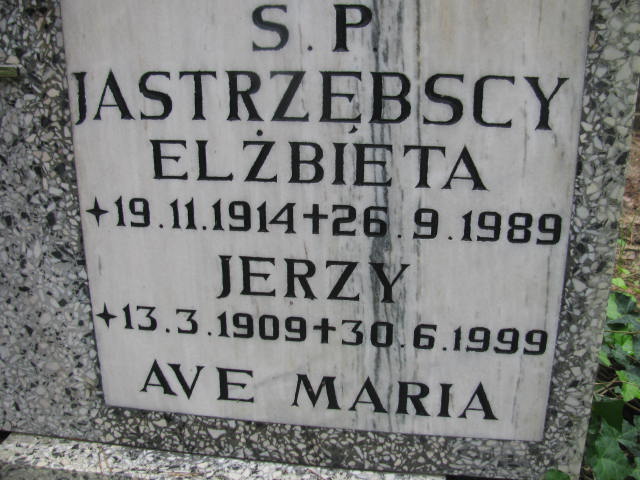 S.P
JASTRZĘBSCY
ELŻBIETA
+19.11.1914+26.9.1989
JERZY
+13.3.1909+30.6.1999
AVE MARIA